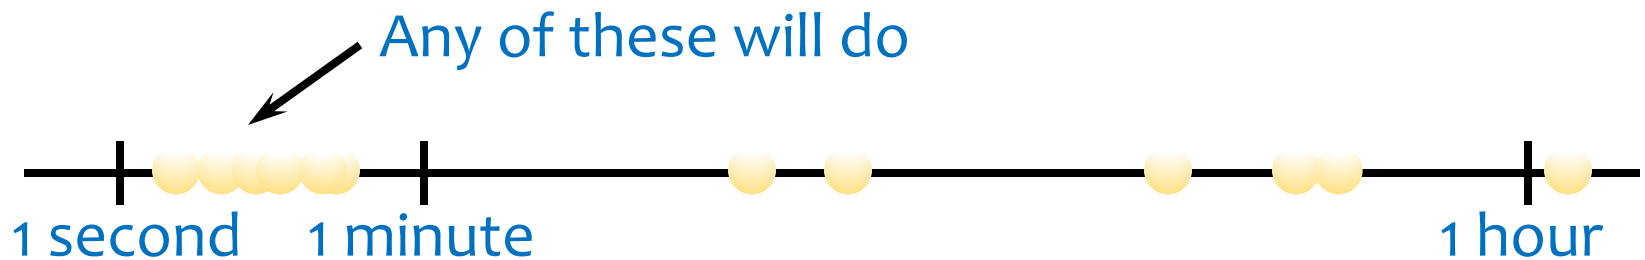 Any of these will do
1 second
1 minute
1 hour